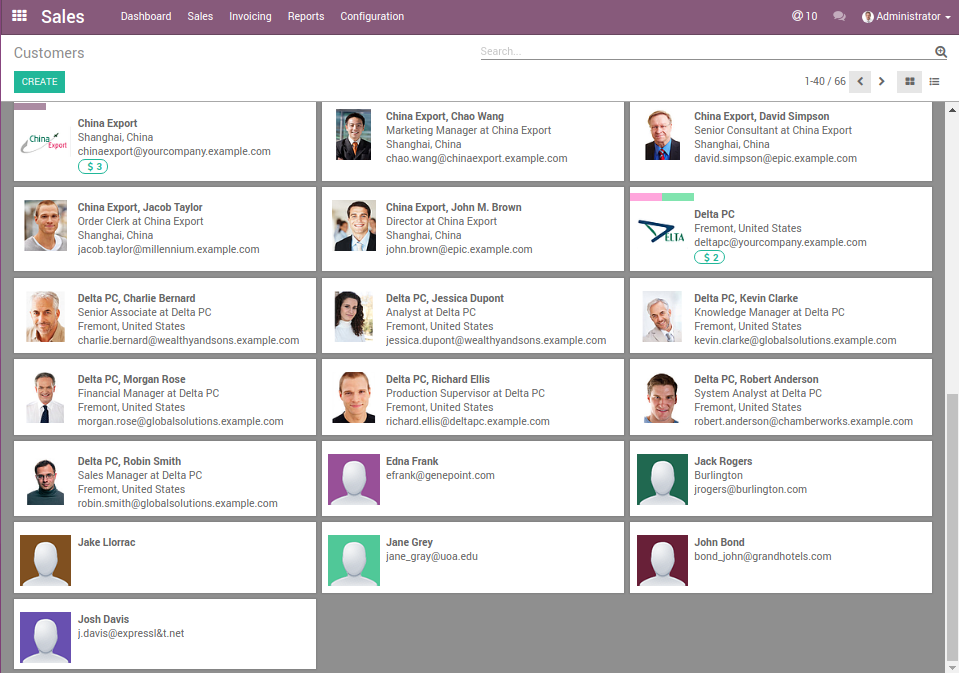 Sales Dashboard Sales Invoicing Reports Configuration @ 10 Administrator
Customers Search...
CREATE 1-40 / 66
China Export
China Export
Shanghai, China
chinaexport@yourcompany.example.com
$ 3
China Export, Chao Wang
Marketing Manager at China Export
Shanghai, China
chao.wang@chinaexport.example.com
China Export, David Simpson
Senior Consultant at China Export
Shanghai, China
david.simpson@epic.example.com
China Export, Jacob Taylor
Order Clerk at China Export
Shanghai, China
jacob.taylor@millennium.example.com
China Export, John M. Brown
Director at China Export
Shanghai, China
john.brown@epic.example.com
DELTA
Delta PC
Fremont, United States
deltapc@yourcompany.example.com
$ 2
Delta PC, Charlie Bernard
Senior Associate at Delta PC
Fremont, United States
charlie.bernard@wealthyandsons.example.com
Delta PC, Jessica Dupont
Analyst at Delta PC
Fremont, United States
jessica.dupont@wealthyandsons.example.com
Delta PC, Kevin Clarke
Knowledge Manager at Delta PC
Fremont, United States
kevin.clarke@globalsolutions.example.com
Delta PC, Morgan Rose
Financial Manager at Delta PC
Fremont, United States
morgan.rose@globalsolutions.example.com
Delta PC, Richard Ellis
Production Supervisor at Delta PC
Fremont, United States
richard.ellis@deltapc.example.com
Delta PC, Robert Anderson
System Analyst at Delta PC
Fremont, United States
robert.anderson@chamberworks.example.com
Delta PC, Robin Smith
Sales Manager at Delta PC
Fremont, United States
robin.smith@globalsolutions.example.com
Edna Frank
efrank@genepoint.com
Jack Rogers
Burlington
jrogers@burlington.com
Jake Llorrac
Jane Grey
jane_gray@uoa.edu
John Bond
bond_john@grandhotels.com
Josh Davis
j.davis@expressl&t.net